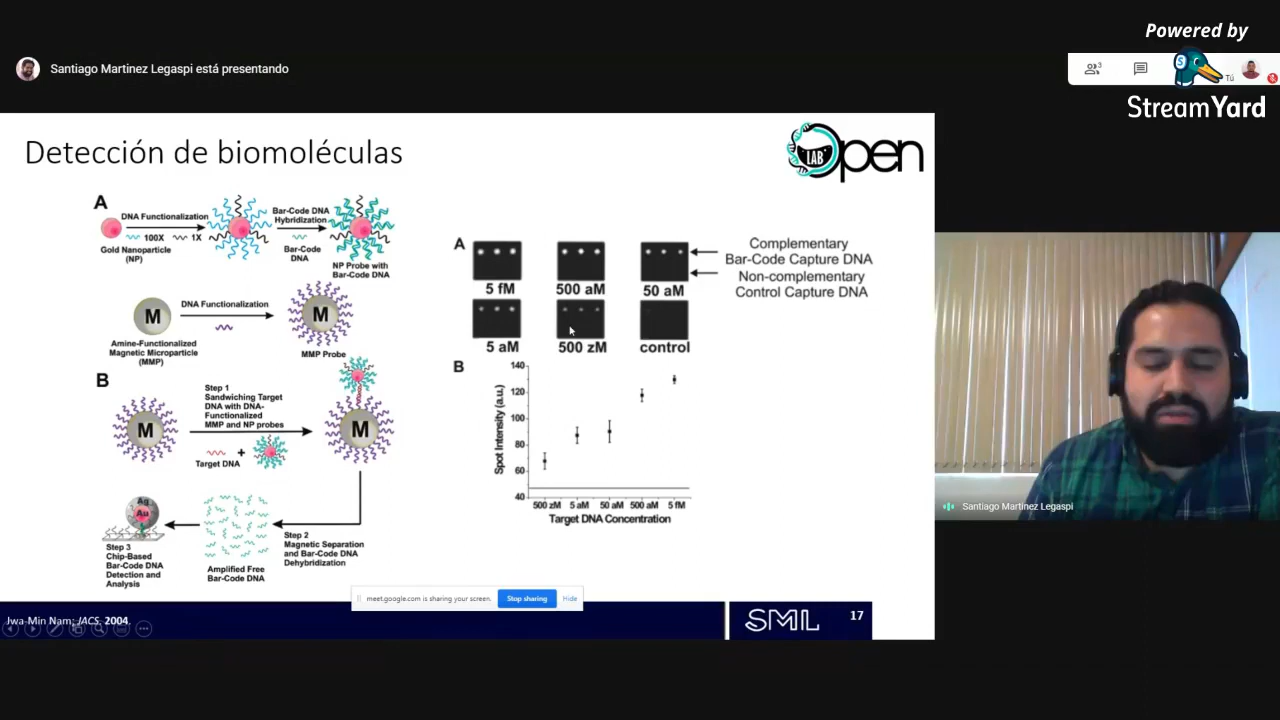 Powered by
StreamYard
Santiago Martinez Legaspi está presentando
3
Tú
Detección de biomoléculas
LAB
Open
A
DNA Functionalization
100X
1X
Gold Nanoparticle
(NP)
Bar-Code DNA
Hybridization
Bar-Code
DNA
NP Probe with
Bar-Code DNA
M
DNA Functionalization
M
Amine-Functionalized
Magnetic Microparticle
(MMP)
MMP Probe
B
Step 1
Sandwiching Target
DNA with DNA-
Functionalized
MMP and NP probes
M
M
Target DNA
+
Ag
Au
Step 3
Chip-Based
Bar-Code DNA
Detection and
Analysis
Amplified Free
Bar-Code DNA
Step 2
Magnetic Separation
and Bar-Code DNA
Dehybridization
A
5 fM
500 aM
50 aM
Complementary
Bar-Code Capture DNA
Non-complementary
Control Capture DNA
5 aM
500 zM
control
B
140
120
100
80
60
40
Spot Intensity (a.u.)
500 zM 5 aM 50 aM 500 aM 5 fM
Target DNA Concentration
meet.google.com is sharing your screen.
Stop sharing
Hide
Jwa-Min Nam; JACS, 2004.
SML
17
Santiago Martinez Legaspi